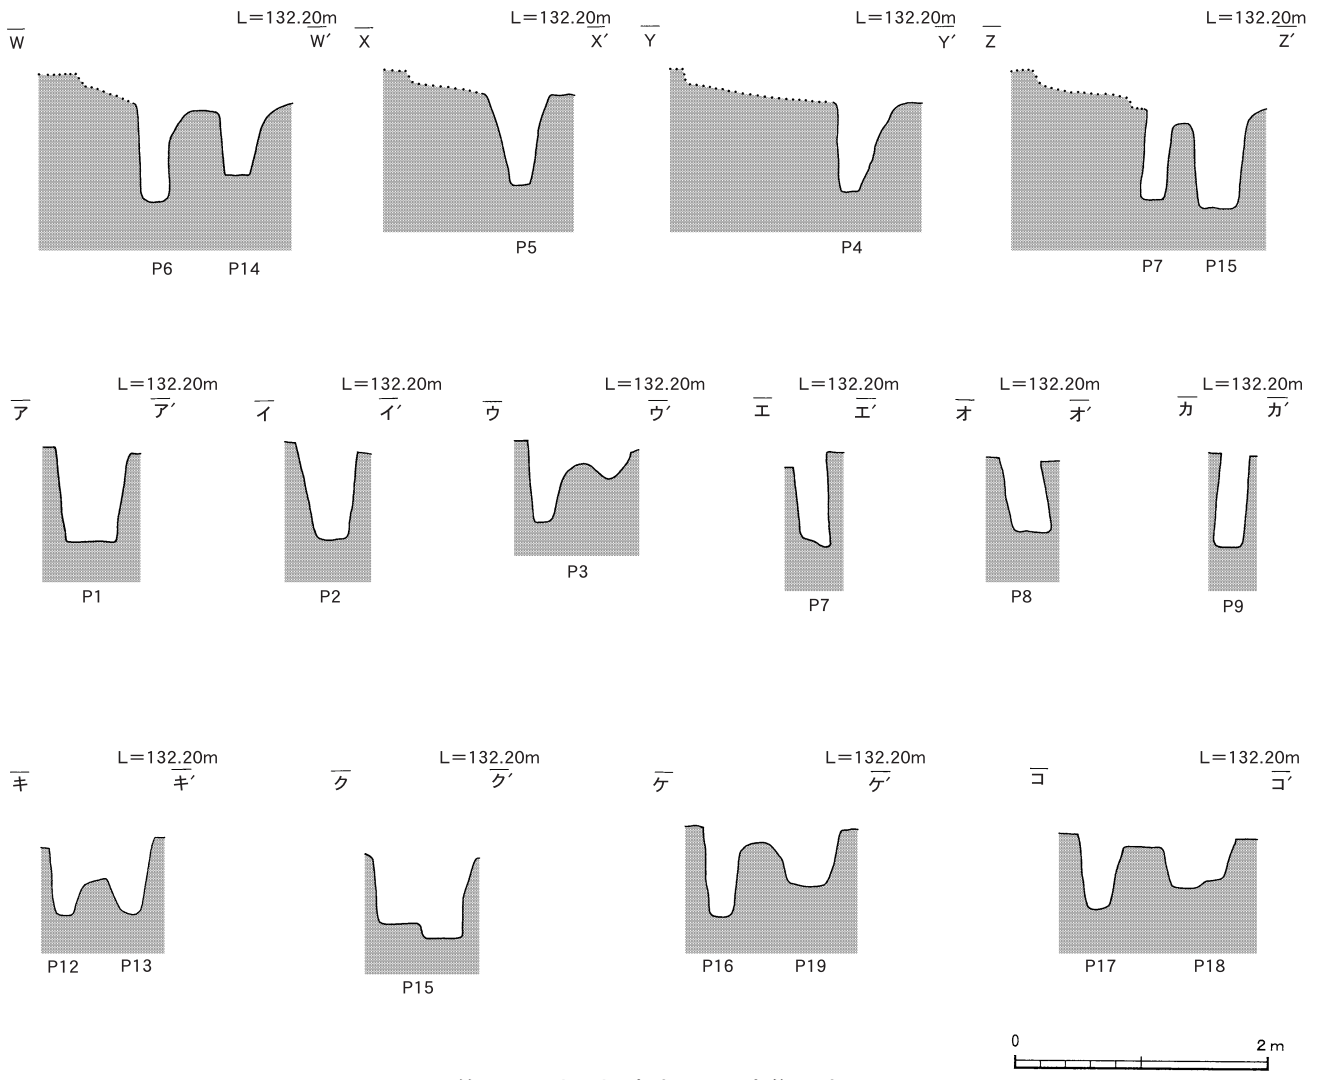 L=132.20m L=132.20m L=132.20m L=132.20m
W W′ X X′ Y Y′ Z Z′
P6 P14 P5 P4 P7 P15
L=132.20m L=132.20m L=132.20m L=132.20m L=132.20m L=132.20m
ア ア′ イ イ′ ウ ウ′ エ エ′ オ オ′ カ カ′
P1 P2 P3 P7 P8 P9
L=132.20m L=132.20m L=132.20m L=132.20m
キ キ′ ク ク′ ケ ケ′ コ コ′
P12 P13 P15 P16 P19 P17 P18
0 2m